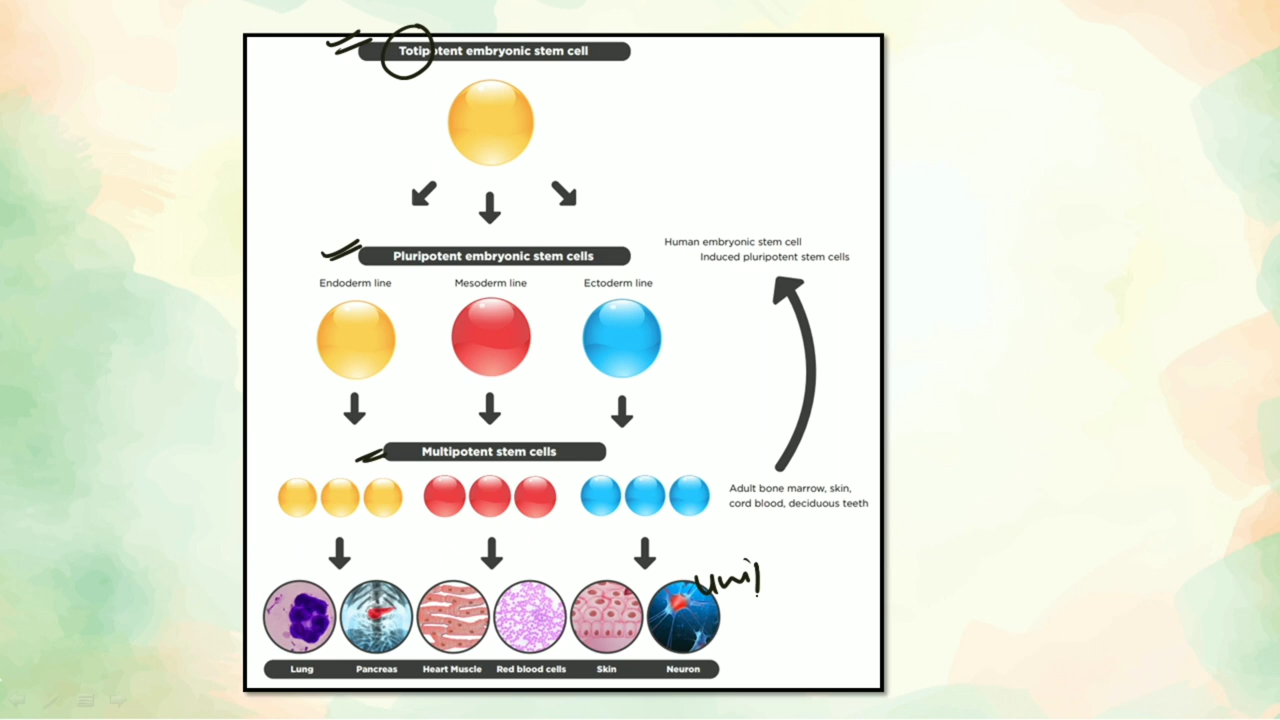 Totipotent embryonic stem cell
Pluripotent embryonic stem cells
Human embryonic stem cell
Induced pluripotent stem cells
Endoderm line
Mesoderm line
Ectoderm line
Multipotent stem cells
Adult bone marrow, skin,
cord blood, deciduous teeth
uni
Lung
Pancreas
Heart Muscle
Red blood cells
Skin
Neuron